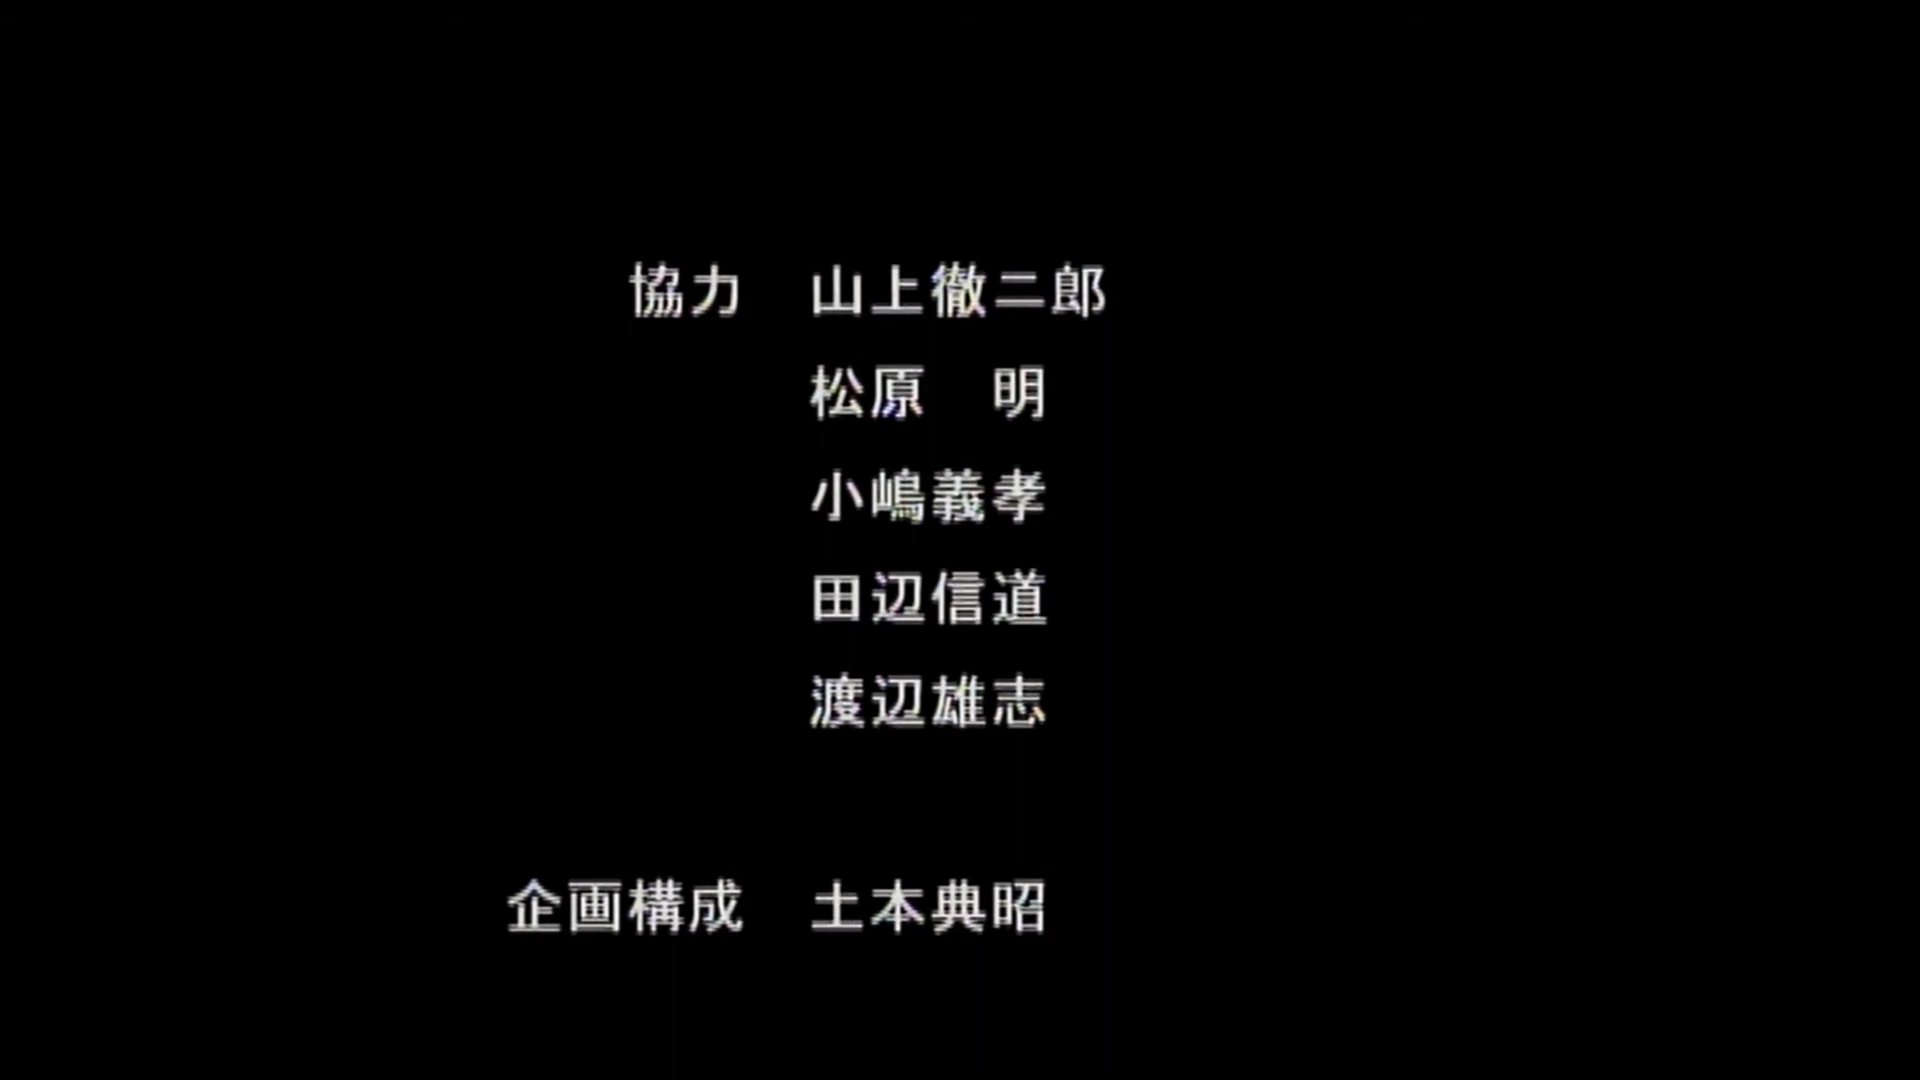 協力　山上徹二郎
松原　明
小嶋義孝
田辺信道
渡辺雄志
企画構成　土本典昭